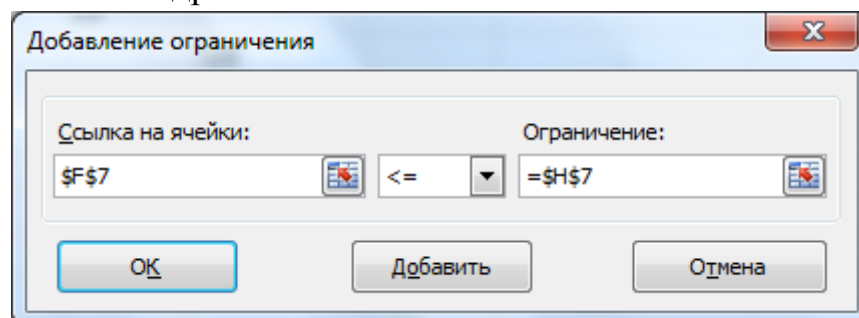 Добавление ограничения
Ссылка на ячейки:
Ограничение:
$F$7
<=
=$H$7
ОК
Добавить
Отмена